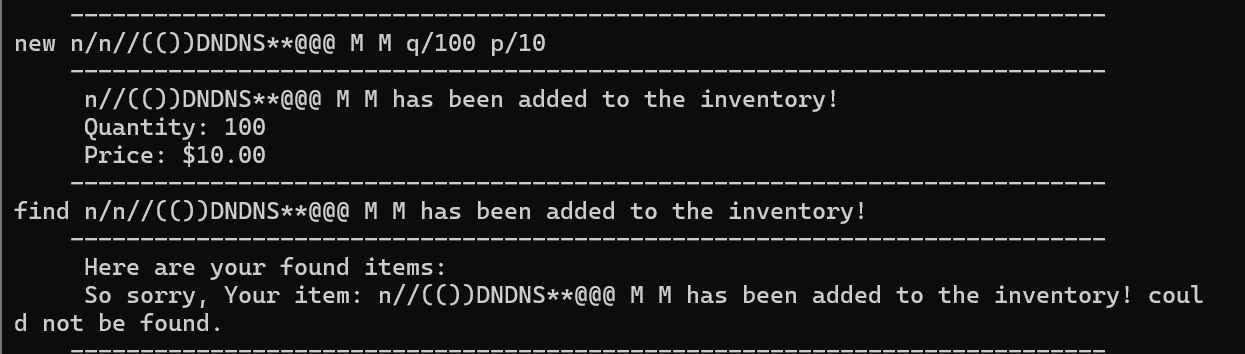 new n/n//(())DNDNS**@@@ M M q/100 p/10
n//(())DNDNS**@@@ M M has been added to the inventory!
Quantity: 100
Price: $10.00
find n/n//(())DNDNS**@@@ M M has been added to the inventory!
Here are your found items:
So sorry, Your item: n//(())DNDNS**@@@ M M has been added to the inventory! coul
d not be found.